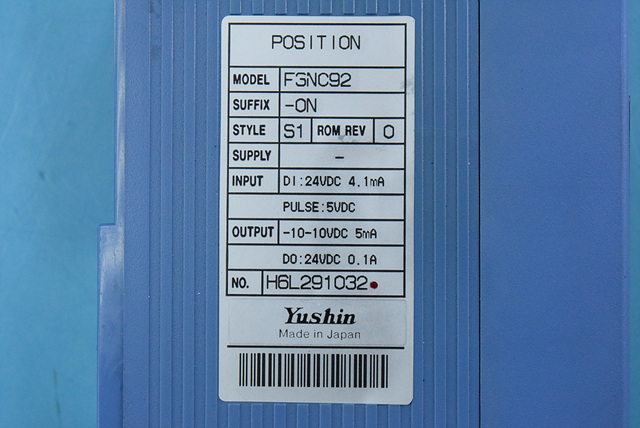 POSITION
MODEL F3NC92
SUFFIX -ON
STYLE S1 ROM REV 0
SUPPLY -
INPUT DI:24VDC 4.1mA
PULSE:5VDC
OUTPUT -10-10VDC 5mA
DO:24VDC 0.1A
NO. H6L291032
Yushin
Made in Japan